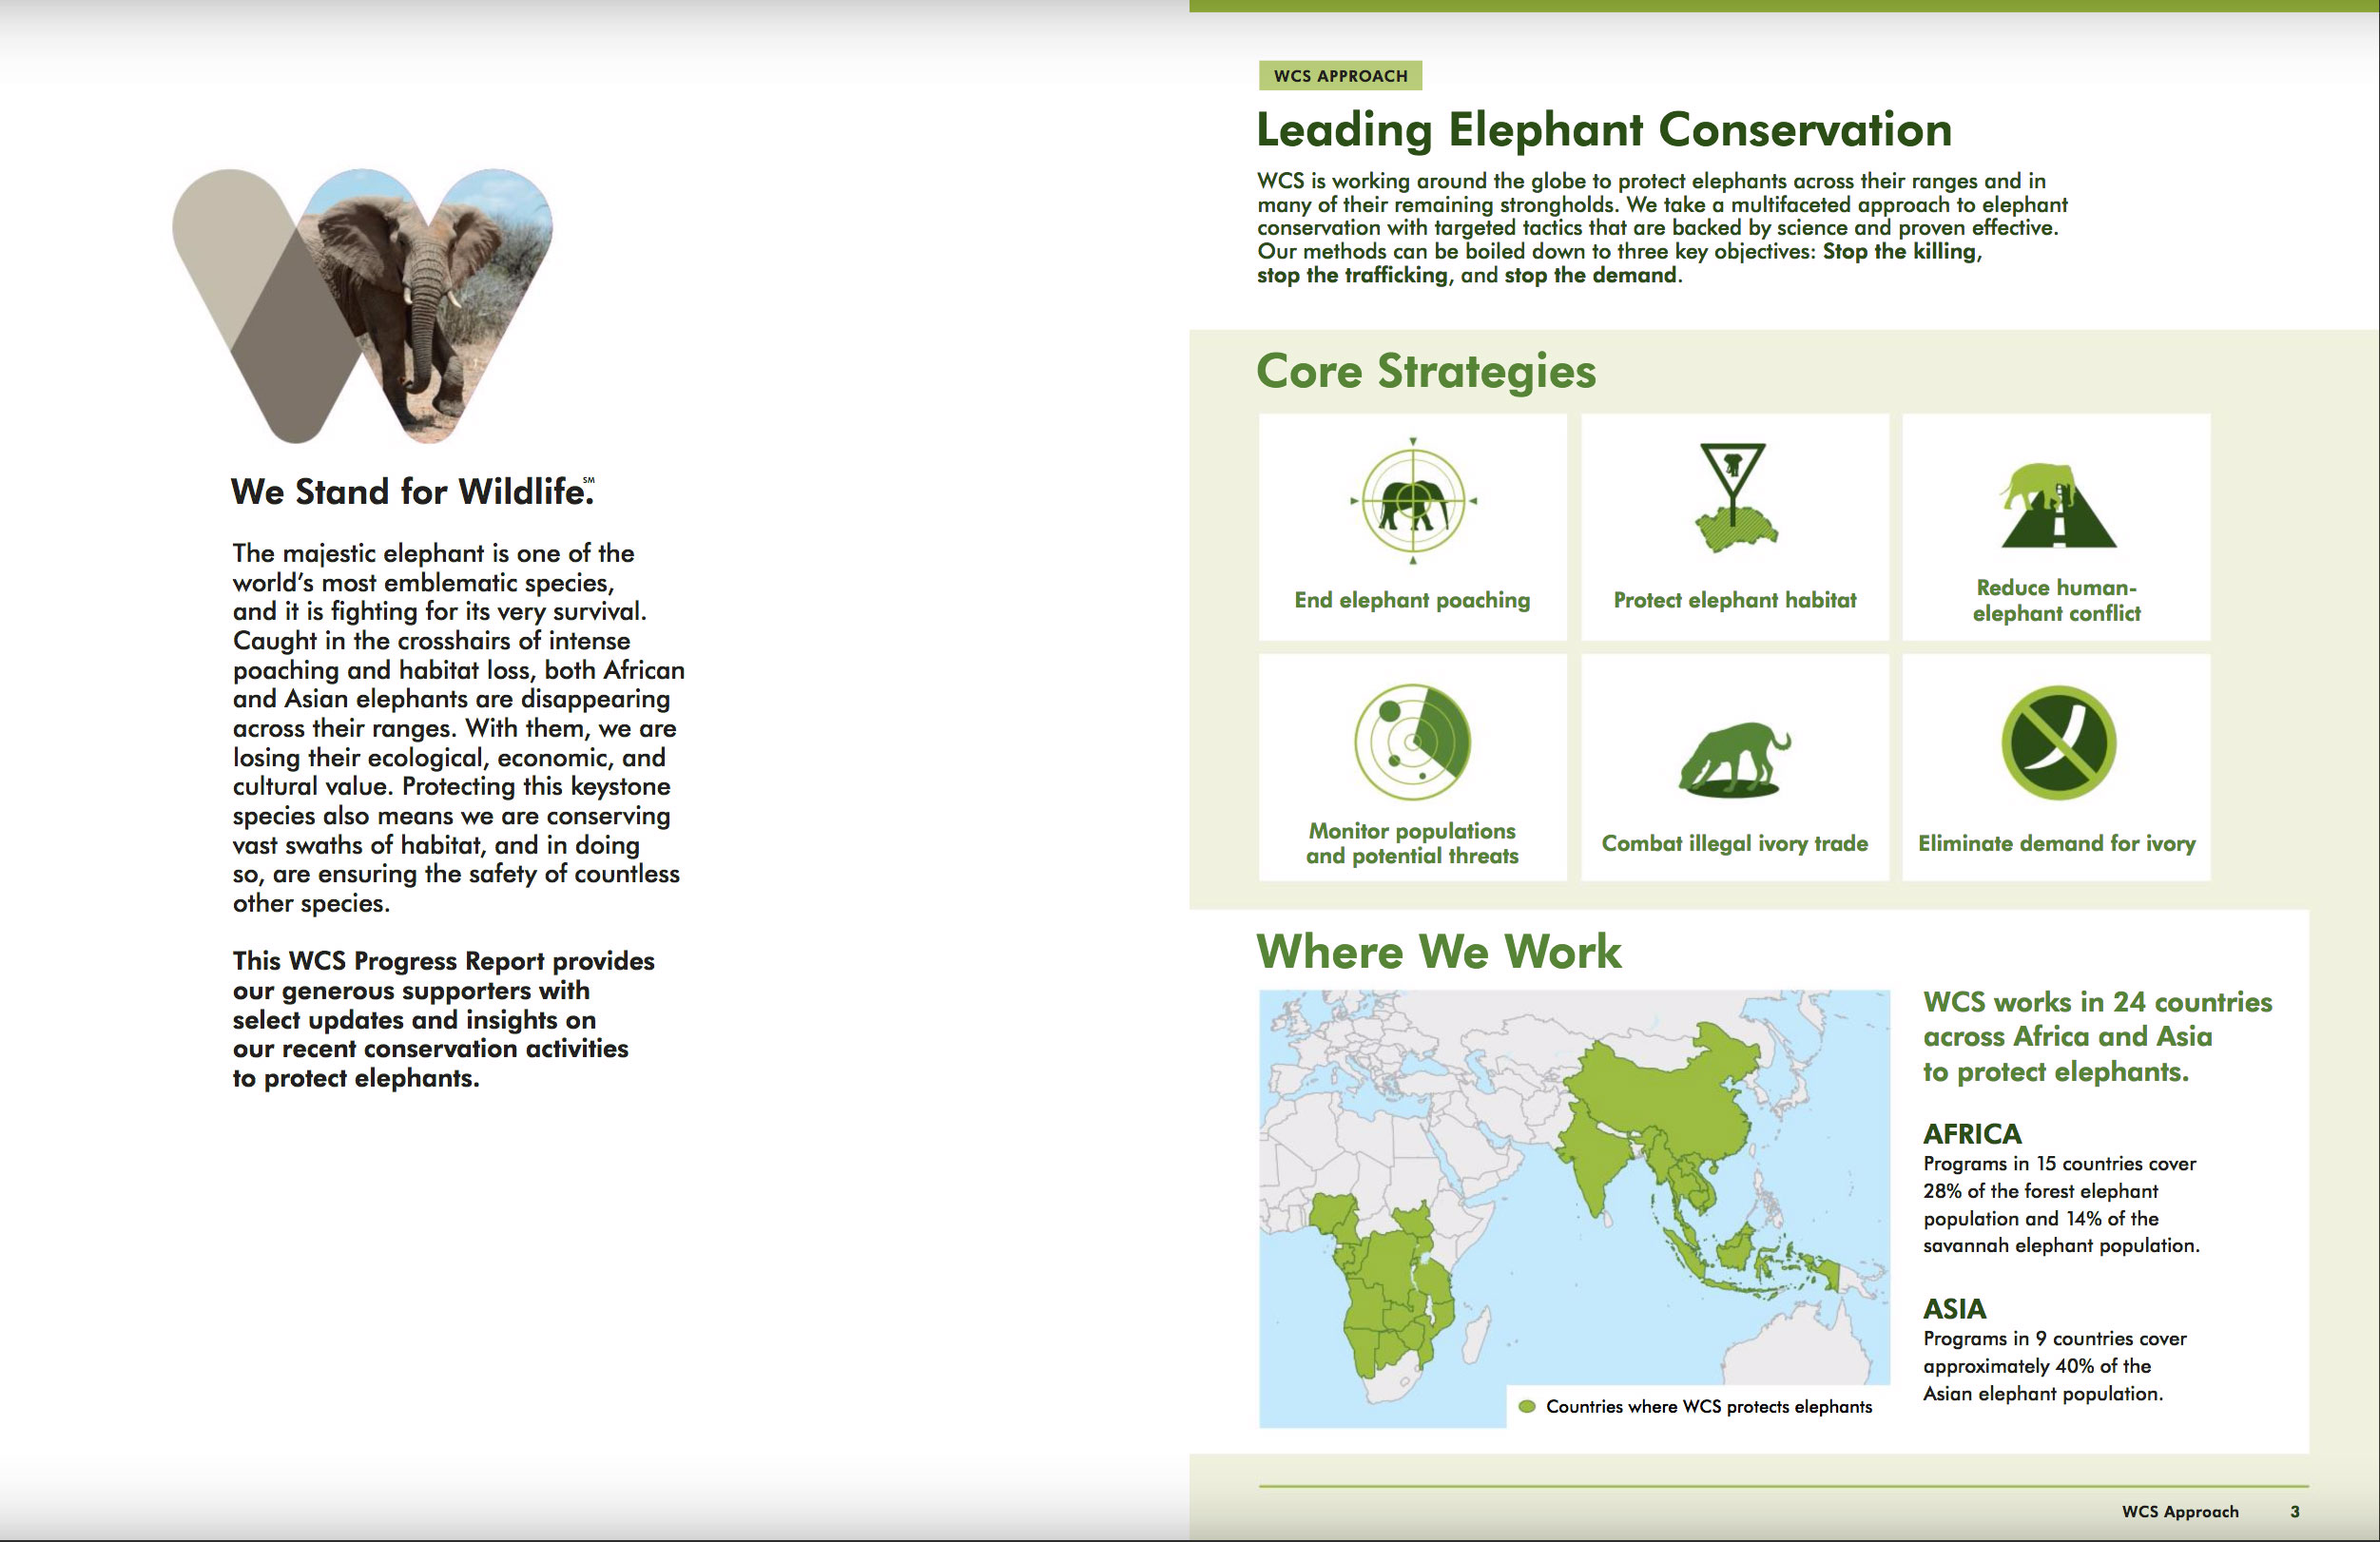 We Stand for Wildlife.℠
The majestic elephant is one of the
world's most emblematic species,
and it is fighting for its very survival.
Caught in the crosshairs of intense
poaching and habitat loss, both African
and Asian elephants are disappearing
across their ranges. With them, we are
losing their ecological, economic, and
cultural value. Protecting this keystone
species also means we are conserving
vast swaths of habitat, and in doing
so, are ensuring the safety of countless
other species.
This WCS Progress Report provides
our generous supporters with
select updates and insights on
our recent conservation activities
to protect elephants.
WCS APPROACH
Leading Elephant Conservation
WCS is working around the globe to protect elephants across their ranges and in
many of their remaining strongholds. We take a multifaceted approach to elephant
conservation with targeted tactics that are backed by science and proven effective.
Our methods can be boiled down to three key objectives: Stop the killing,
stop the trafficking, and stop the demand.
Core Strategies
End elephant poaching
Protect elephant habitat
Reduce human-
elephant conflict
Monitor populations
and potential threats
Combat illegal ivory trade
Eliminate demand for ivory
Where We Work
Countries where WCS protects elephants
WCS works in 24 countries
across Africa and Asia
to protect elephants.
AFRICA
Programs in 15 countries cover
28% of the forest elephant
population and 14% of the
savannah elephant population.
ASIA
Programs in 9 countries cover
approximately 40% of the
Asian elephant population.
WCS Approach 3